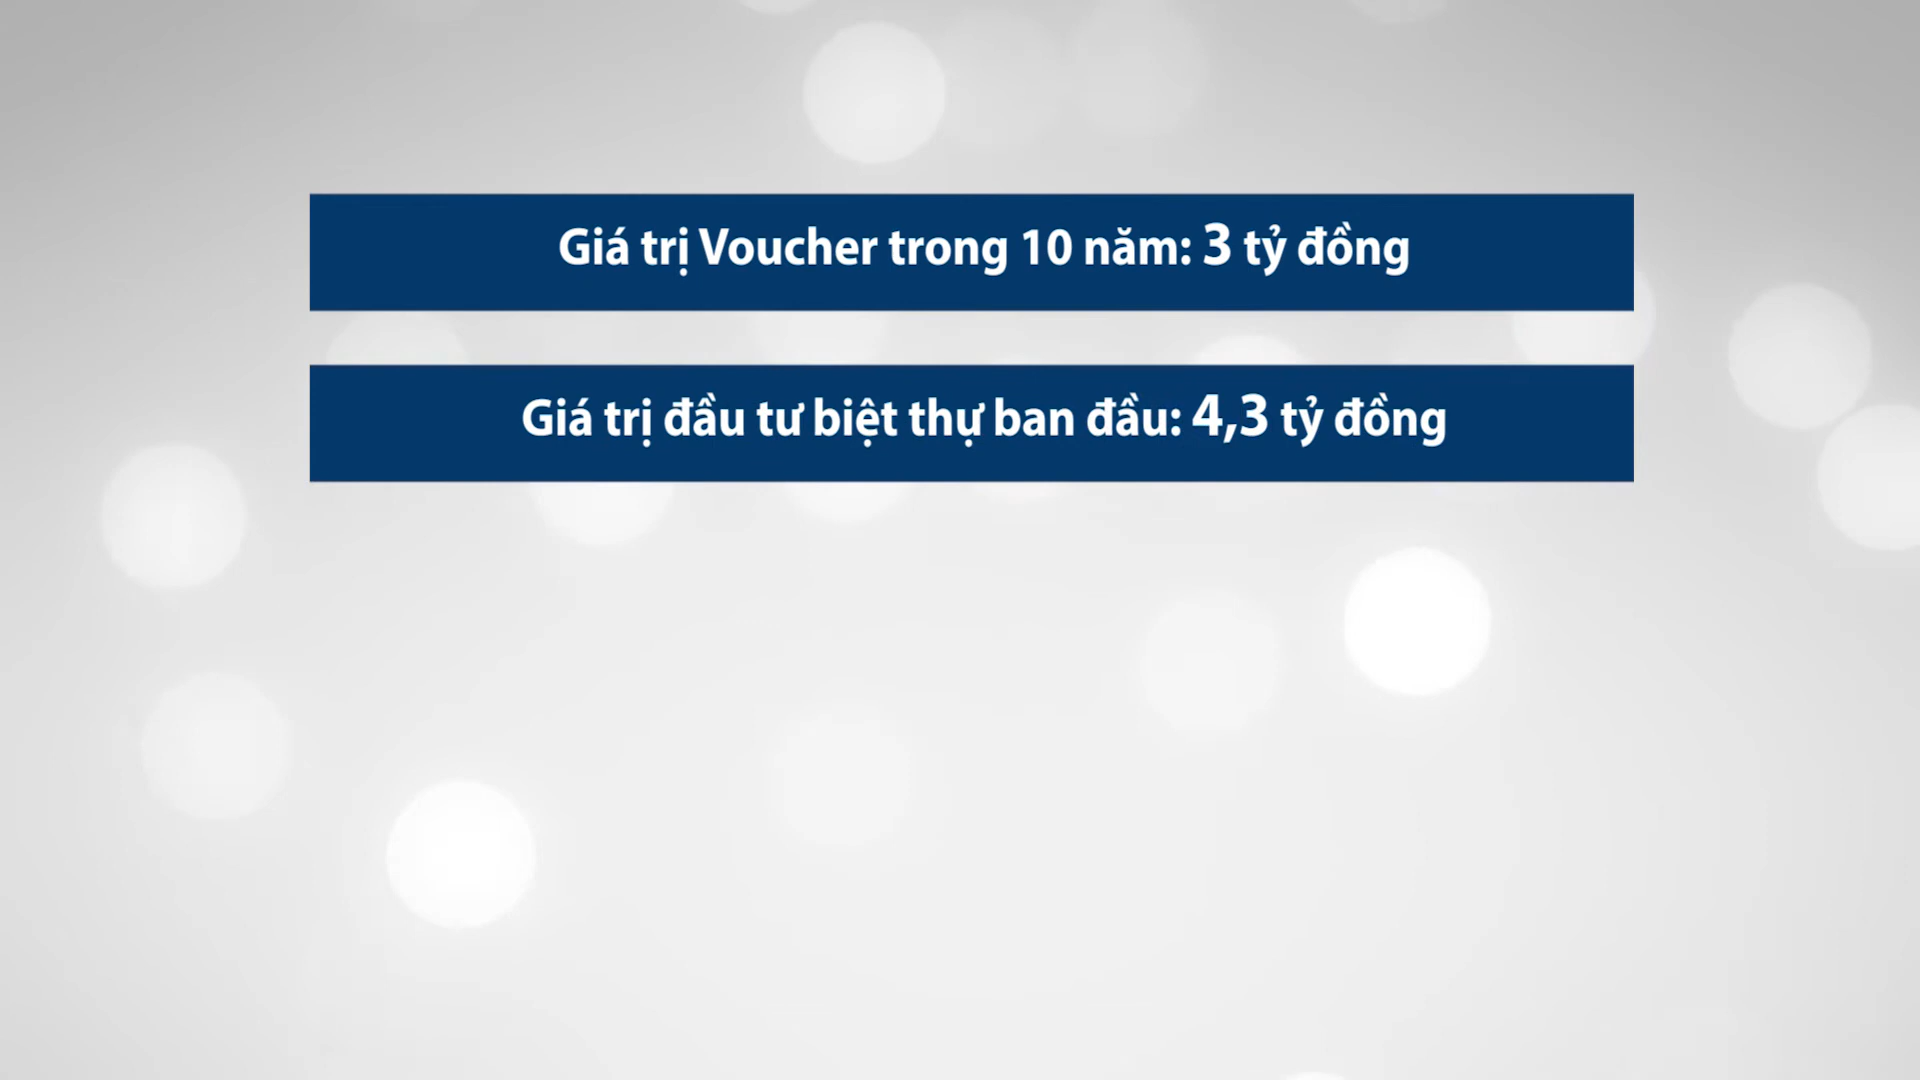 Giá trị Voucher trong 10 năm: 3 tỷ đồng
Giá trị đầu tư biệt thự ban đầu: 4,3 tỷ đồng